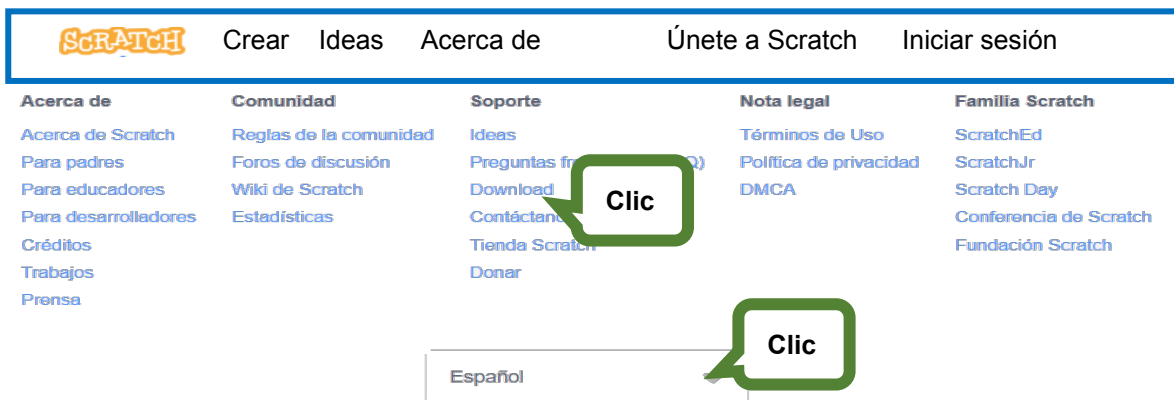 SCRATCH Crear Ideas Acerca de Únete a Scratch Iniciar sesión
Acerca de
Acerca de Scratch
Para padres
Para educadores
Para desarrolladores
Créditos
Trabajos
Prensa
Comunidad
Reglas de la comunidad
Foros de discusión
Wiki de Scratch
Estadísticas
Soporte
Ideas
Preguntas Q)
Download
Tienda Scratch
Donar
Clic
Nota legal
Términos de Uso
Política de privacidad
DMCA
Familia Scratch
ScratchEd
ScratchJr
Scratch Day
Conferencia de Scratch
Fundación Scratch
Clic
Español